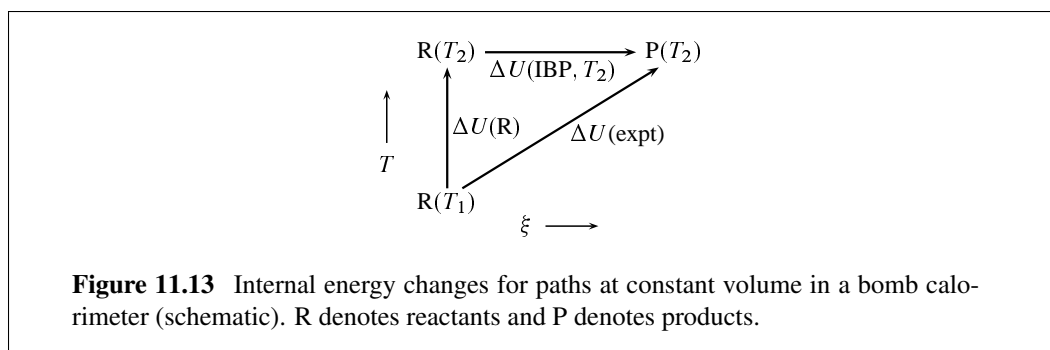 R(T₂) P(T₂)
ΔU(IBP, T₂)
ΔU(R)
ΔU(expt)
T
R(T₁)
ξ
Figure 11.13 Internal energy changes for paths at constant volume in a bomb calo-
rimeter (schematic). R denotes reactants and P denotes products.